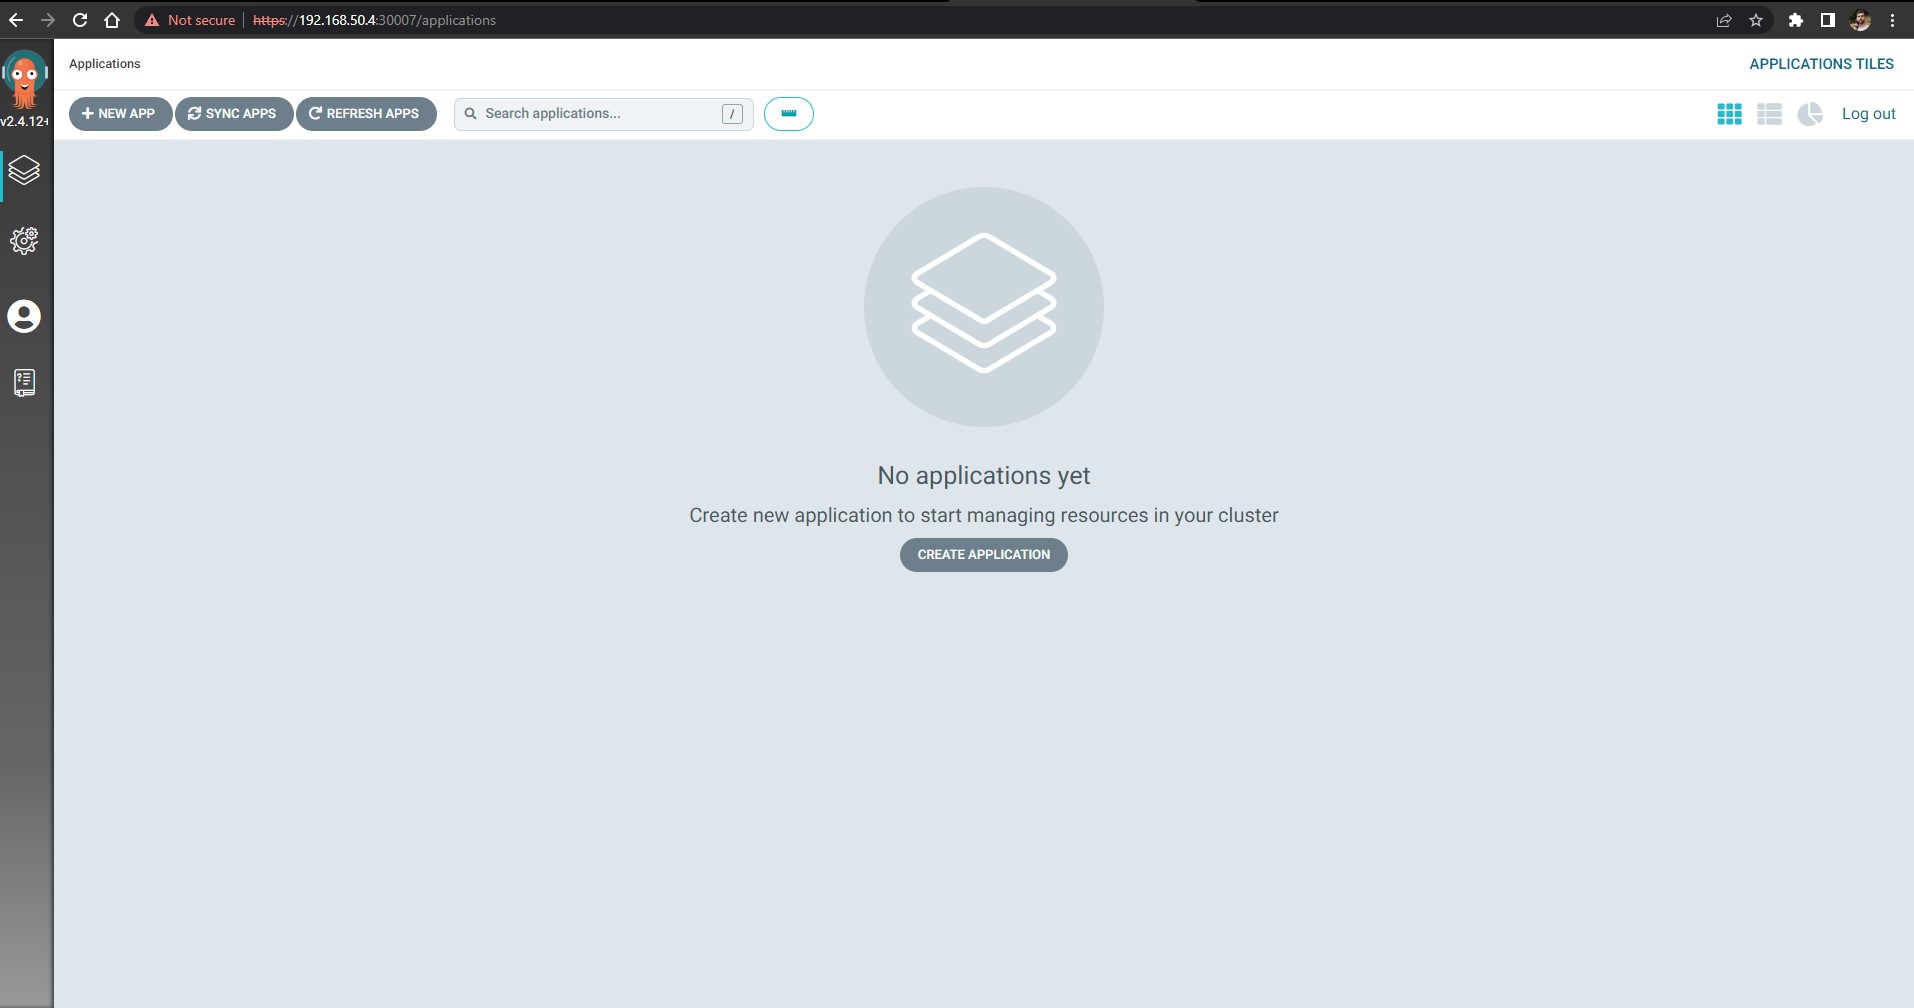 Not secure https://192.168.50.4:30007/applications
Applications
APPLICATIONS TILES
v2.4.12+
NEW APP
SYNC APPS
REFRESH APPS
Search applications...
/
Log out
No applications yet
Create new application to start managing resources in your cluster
CREATE APPLICATION